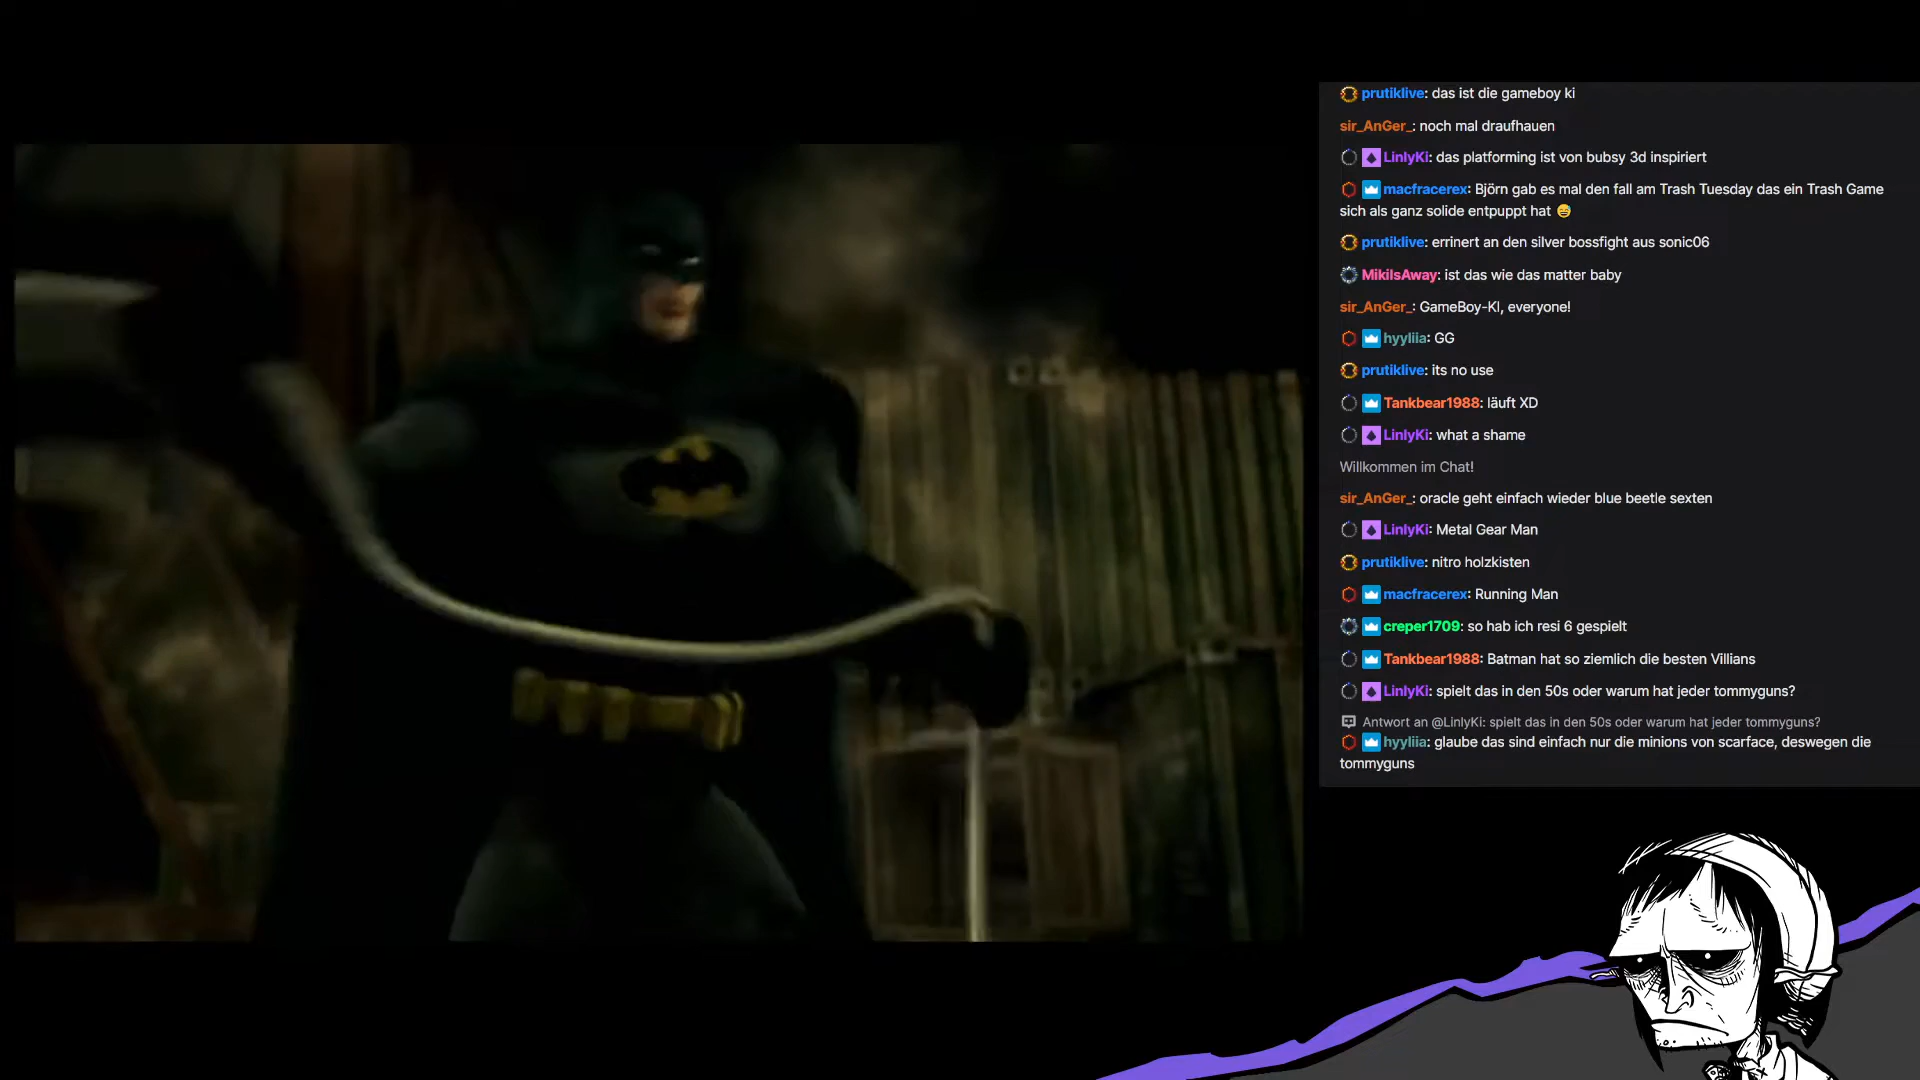 prutiklive: das ist die gameboy ki
sir_AnGer_: noch mal draufhauen
LinlyKi: das platforming ist von bubsy 3d inspiriert
macfracerex: Björn gab es mal den fall am Trash Tuesday das ein Trash Game
sich als ganz solide entpuppt hat 😅
prutiklive: errinert an den silver bossfight aus sonic06
MikiIsAway: ist das wie das matter baby
sir_AnGer_: GameBoy-KI, everyone!
hyyliia: GG
prutiklive: its no use
Tankbear1988: läuft XD
LinlyKi: what a shame
Willkommen im Chat!
sir_AnGer_: oracle geht einfach wieder blue beetle sexten
LinlyKi: Metal Gear Man
prutiklive: nitro holzkisten
macfracerex: Running Man
creper1709: so hab ich resi 6 gespielt
Tankbear1988: Batman hat so ziemlich die besten Villians
LinlyKi: spielt das in den 50s oder warum hat jeder tommyguns?
Antwort an @LinlyKi: spielt das in den 50s oder warum hat jeder tommyguns?
hyyliia: glaube das sind einfach nur die minions von scarface, deswegen die
tommyguns